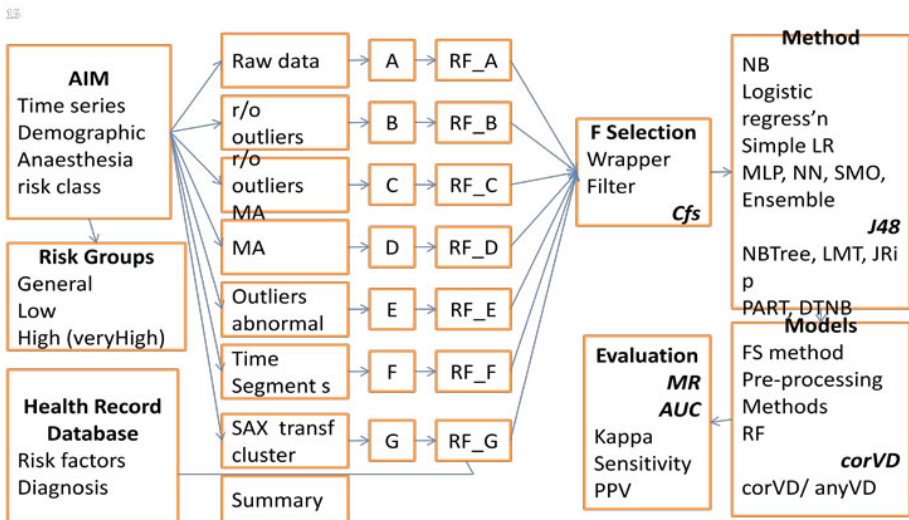 15
AIM
Time series
Demographic
Anaesthesia
risk class
Risk Groups
General
Low
High (veryHigh)
Health Record
Database
Risk factors
Diagnosis
Raw data
A
RF_A
r/o
outliers
B
RF_B
r/o
outliers
MA
C
RF_C
MA
D
RF_D
Outliers
abnormal
E
RF_E
Time
Segment s
F
RF_F
SAX transf
cluster
G
RF_G
Summary
F Selection
Wrapper
Filter
Cfs
Method
NB
Logistic
regress’n
Simple LR
MLP, NN, SMO,
Ensemble
J48
NBTree, LMT, JRi
p
PART, DTNB
Models
FS method
Pre-processing
Methods
RF
corVD
corVD/ anyVD
Evaluation
MR
AUC
Kappa
Sensitivity
PPV